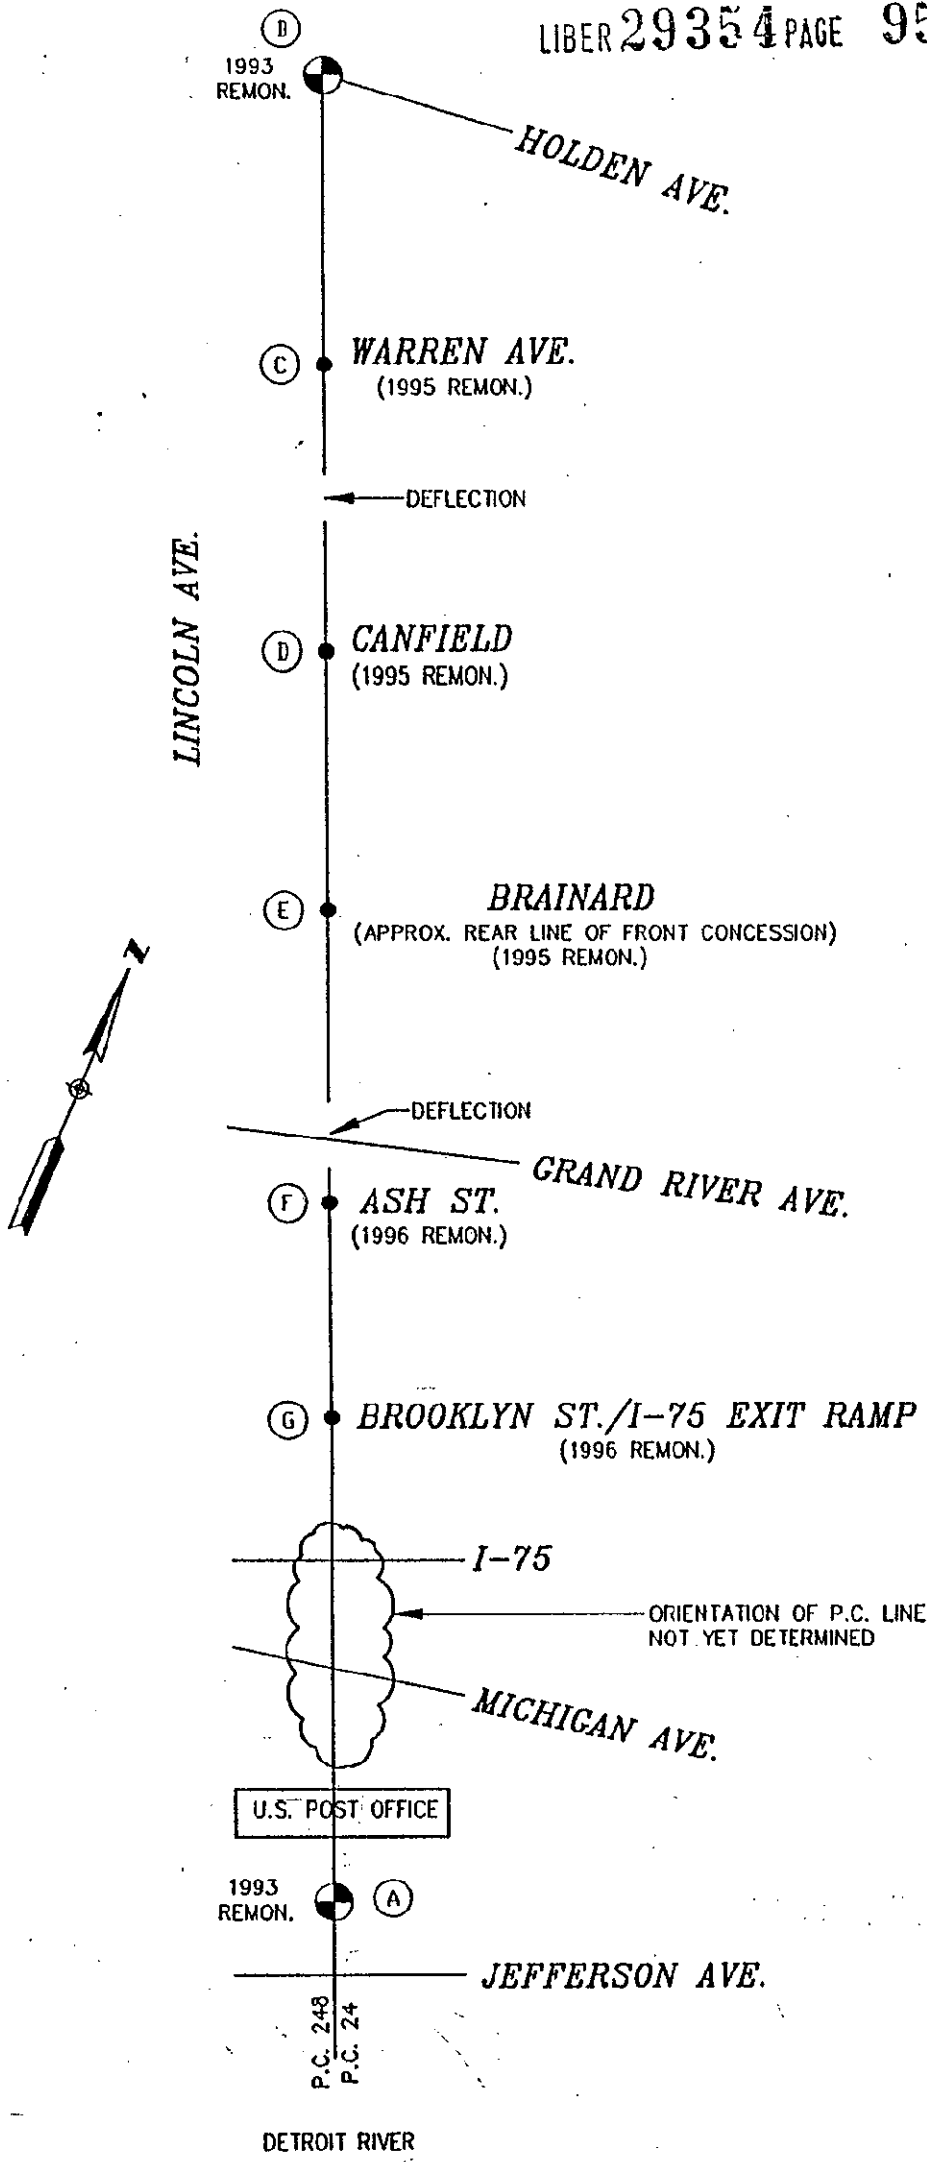 LIBER 29354 PAGE 95
B
1993
REMON.
HOLDEN AVE.
C
WARREN AVE.
(1995 REMON.)
DEFLECTION
LINCOLN AVE.
D
CANFIELD
(1995 REMON.)
E
BRAINARD
(APPROX. REAR LINE OF FRONT CONCESSION)
(1995 REMON.)
N
DEFLECTION
GRAND RIVER AVE.
F
ASH ST.
(1996 REMON.)
G
BROOKLYN ST./I-75 EXIT RAMP
(1996 REMON.)
I-75
ORIENTATION OF P.C. LINE
NOT YET DETERMINED
MICHIGAN AVE.
U.S. POST OFFICE
1993
REMON.
A
JEFFERSON AVE.
P.C. 248
P.C. 24
DETROIT RIVER